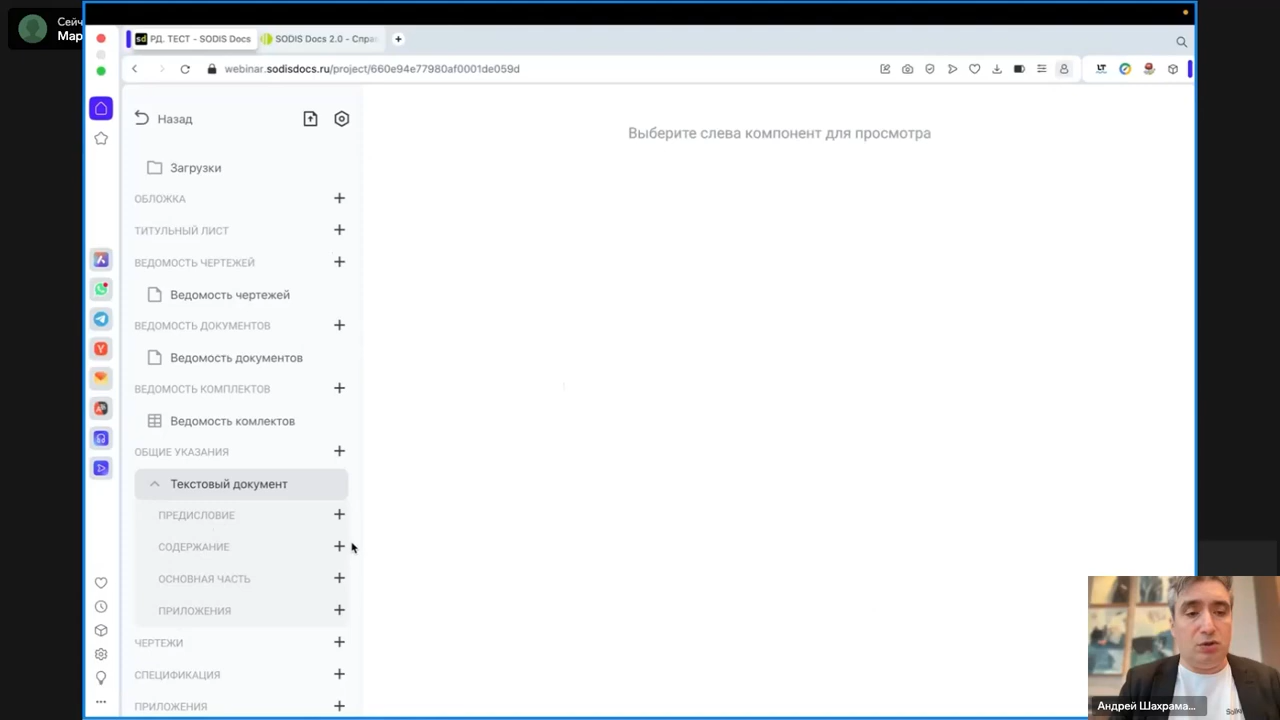 Сейч
Мар
РД. ТЕСТ - SODIS Docs
SODIS Docs 2.0 - Спра
webinar.sodisdocs.ru/project/660e94e77980af0001de059d
Назад
Выберите слева компонент для просмотра
Загрузки
ОБЛОЖКА
ТИТУЛЬНЫЙ ЛИСТ
ВЕДОМОСТЬ ЧЕРТЕЖЕЙ
Ведомость чертежей
ВЕДОМОСТЬ ДОКУМЕНТОВ
Ведомость документов
ВЕДОМОСТЬ КОМПЛЕКТОВ
Ведомость комлектов
ОБЩИЕ УКАЗАНИЯ
Текстовый документ
ПРЕДИСЛОВИЕ
СОДЕРЖАНИЕ
ОСНОВНАЯ ЧАСТЬ
ПРИЛОЖЕНИЯ
ЧЕРТЕЖИ
СПЕЦИФИКАЦИЯ
ПРИЛОЖЕНИЯ
Андрей Шахрама...